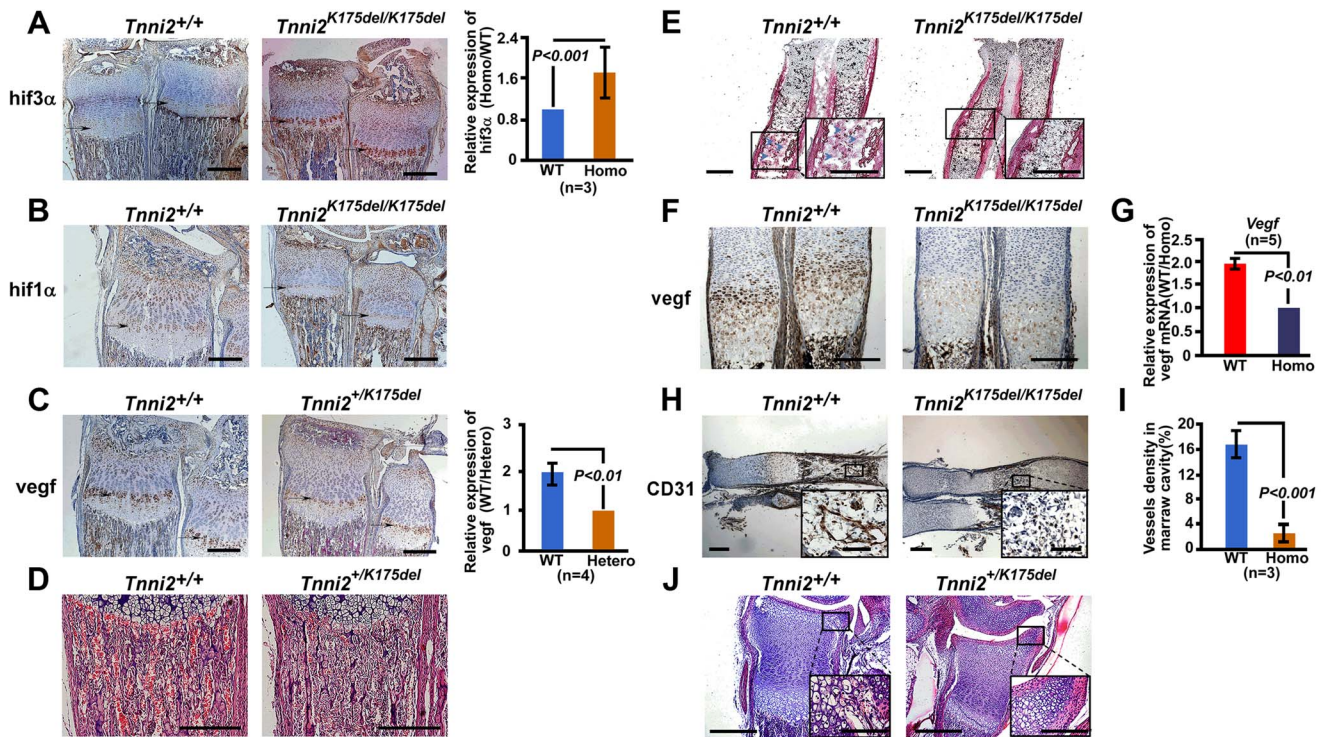 A
Tnni2+/+
Tnni2K175del/K175del
hif3α
Relative expression of
hif3α (Homo/WT)
2.4
1.6
0.8
0
P<0.001
WT
Homo
(n=3)
B
Tnni2+/+
Tnni2K175del/K175del
hif1α
C
Tnni2+/+
Tnni2+/K175del
vegf
Relative expression of
vegf (WT/Hetero)
3
2
1
0
P<0.01
WT
Hetero
(n=4)
D
Tnni2+/+
Tnni2+/K175del
E
Tnni2+/+
Tnni2K175del/K175del
F
Tnni2+/+
Tnni2K175del/K175del
vegf
G
Relative expression of
vegf mRNA(WT/Homo)
Vegf
(n=5)
2.5
2.0
1.5
1.0
0.5
0
P<0.01
WT
Homo
H
Tnni2+/+
Tnni2K175del/K175del
CD31
I
Vessels density in
marraw cavity(%)
20
16
12
8
4
0
P<0.001
WT
Homo
(n=3)
J
Tnni2+/+
Tnni2+/K175del